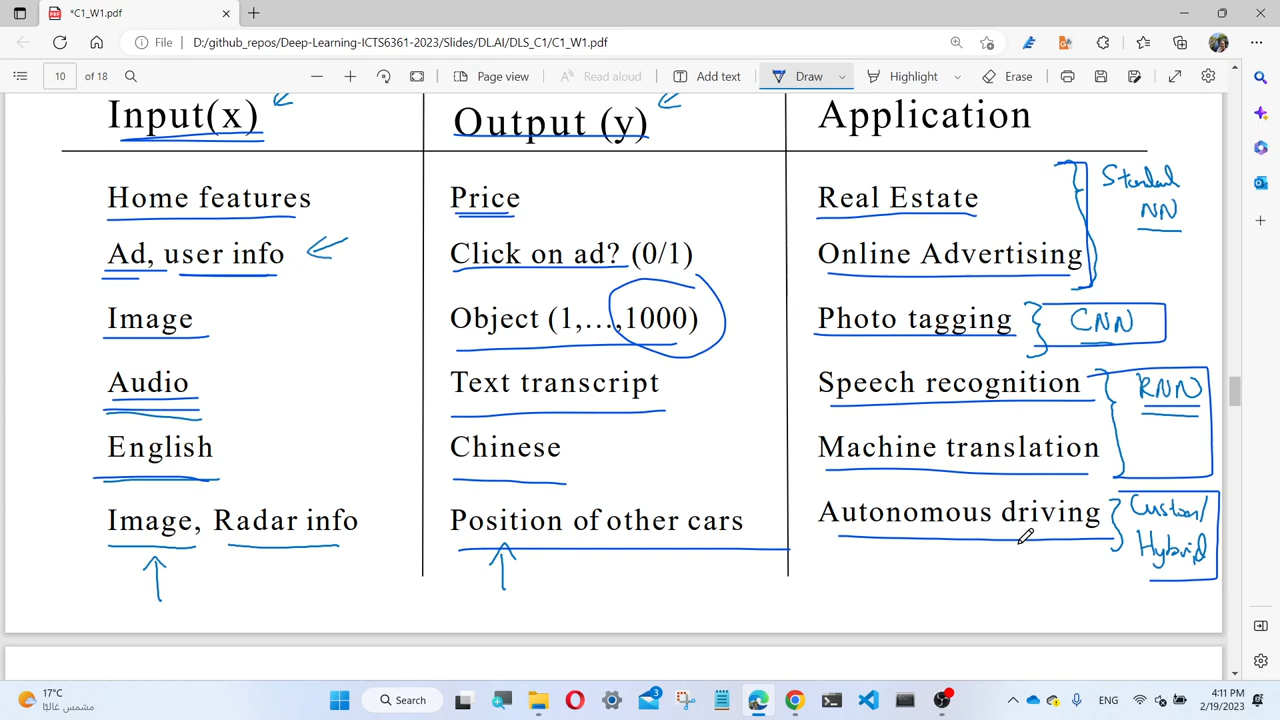 *C1_W1.pdf
File D:/github_repos/Deep-Learning-ICTS6361-2023/Slides/DL.AI/DLS_C1/C1_W1.pdf
10 of 18 Page view Read aloud Add text Draw Highlight Erase
Input(x) Output (y) Application
Home features Price Real Estate
Standard
NN
Ad, user info Click on ad? (0/1) Online Advertising
Image Object (1,…,1000) Photo tagging CNN
Audio Text transcript Speech recognition RNN
English Chinese Machine translation
Image, Radar info Position of other cars Autonomous driving
Custom/
Hybrid
17°C
مشمس غالبًا
Search
3
ENG
4:11 PM
2/19/2023